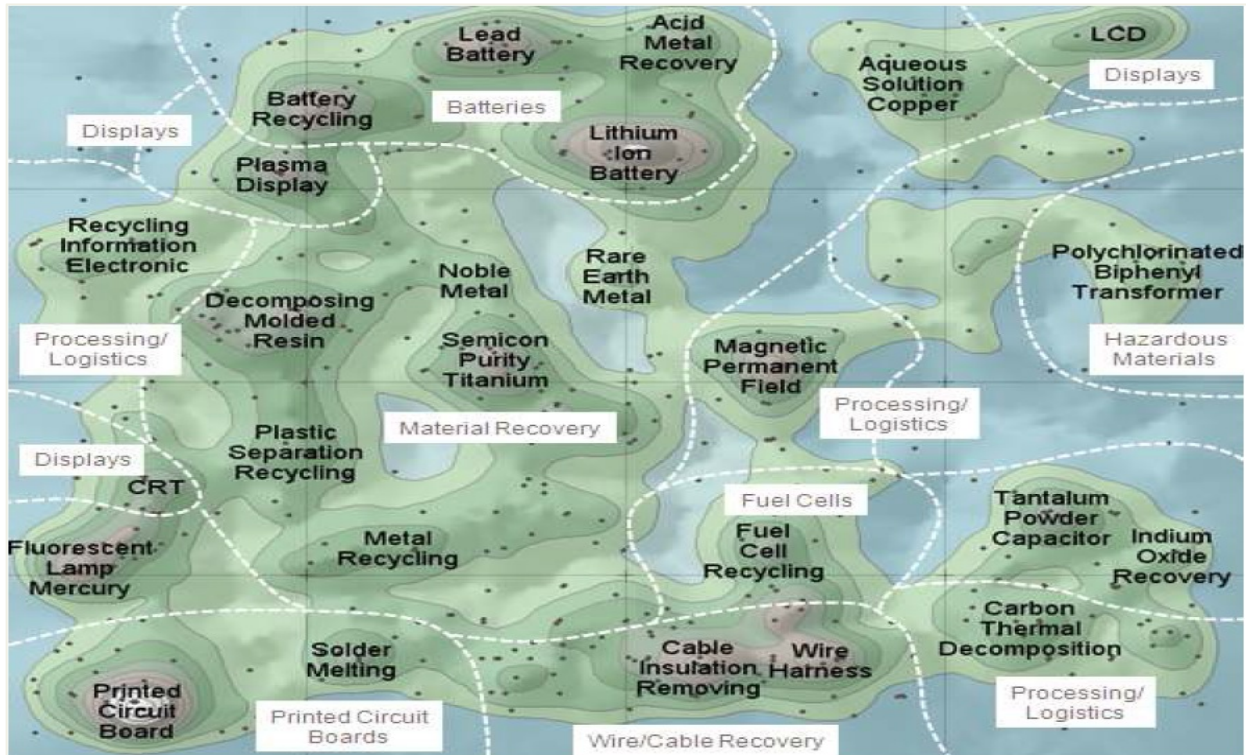 Lead
Battery
Acid
Metal
Recovery
LCD
Aqueous
Solution
Copper
Displays
Battery
Recycling
Batteries
Displays
Lithium
Ion
Battery
Plasma
Display
Recycling
Information
Electronic
Noble
Metal
Rare
Earth
Metal
Polychlorinated
Biphenyl
Transformer
Decomposing
Molded
Resin
Processing/
Logistics
Semicon
Purity
Titanium
Magnetic
Permanent
Field
Hazardous
Materials
Material Recovery
Processing/
Logistics
Plastic
Separation
Recycling
Displays
CRT
Fuel Cells
Tantalum
Powder
Capacitor
Fluorescent
Lamp
Mercury
Metal
Recycling
Fuel
Cell
Recycling
Indium
Oxide
Recovery
Carbon
Thermal
Decomposition
Solder
Melting
Cable
Insulation
Removing
Wire
Harness
Printed
Circuit
Board
Printed Circuit
Boards
Wire/Cable Recovery
Processing/
Logistics